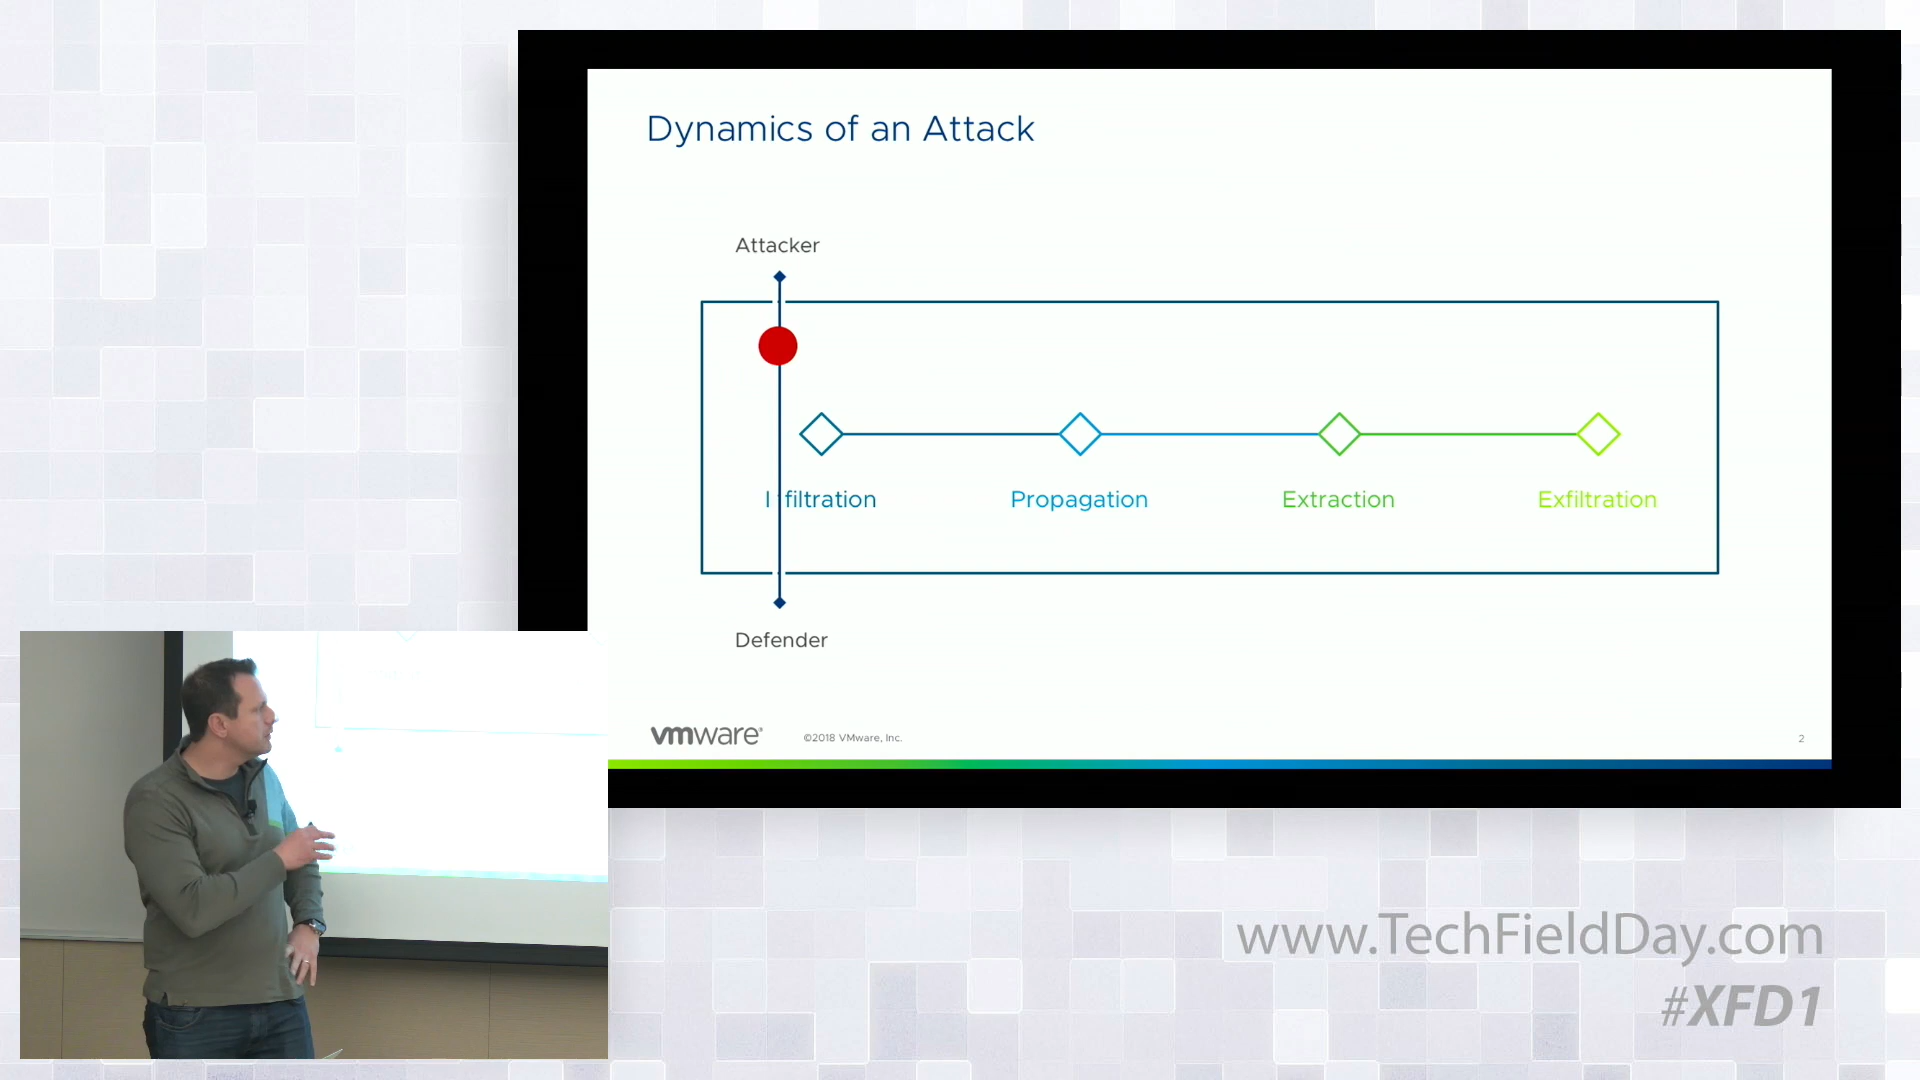 Dynamics of an Attack
Attacker
I filtration
Propagation
Extraction
Exfiltration
Defender
vmware®
©2018 VMware, Inc.
2
www.TechFieldDay.com
#XFD1